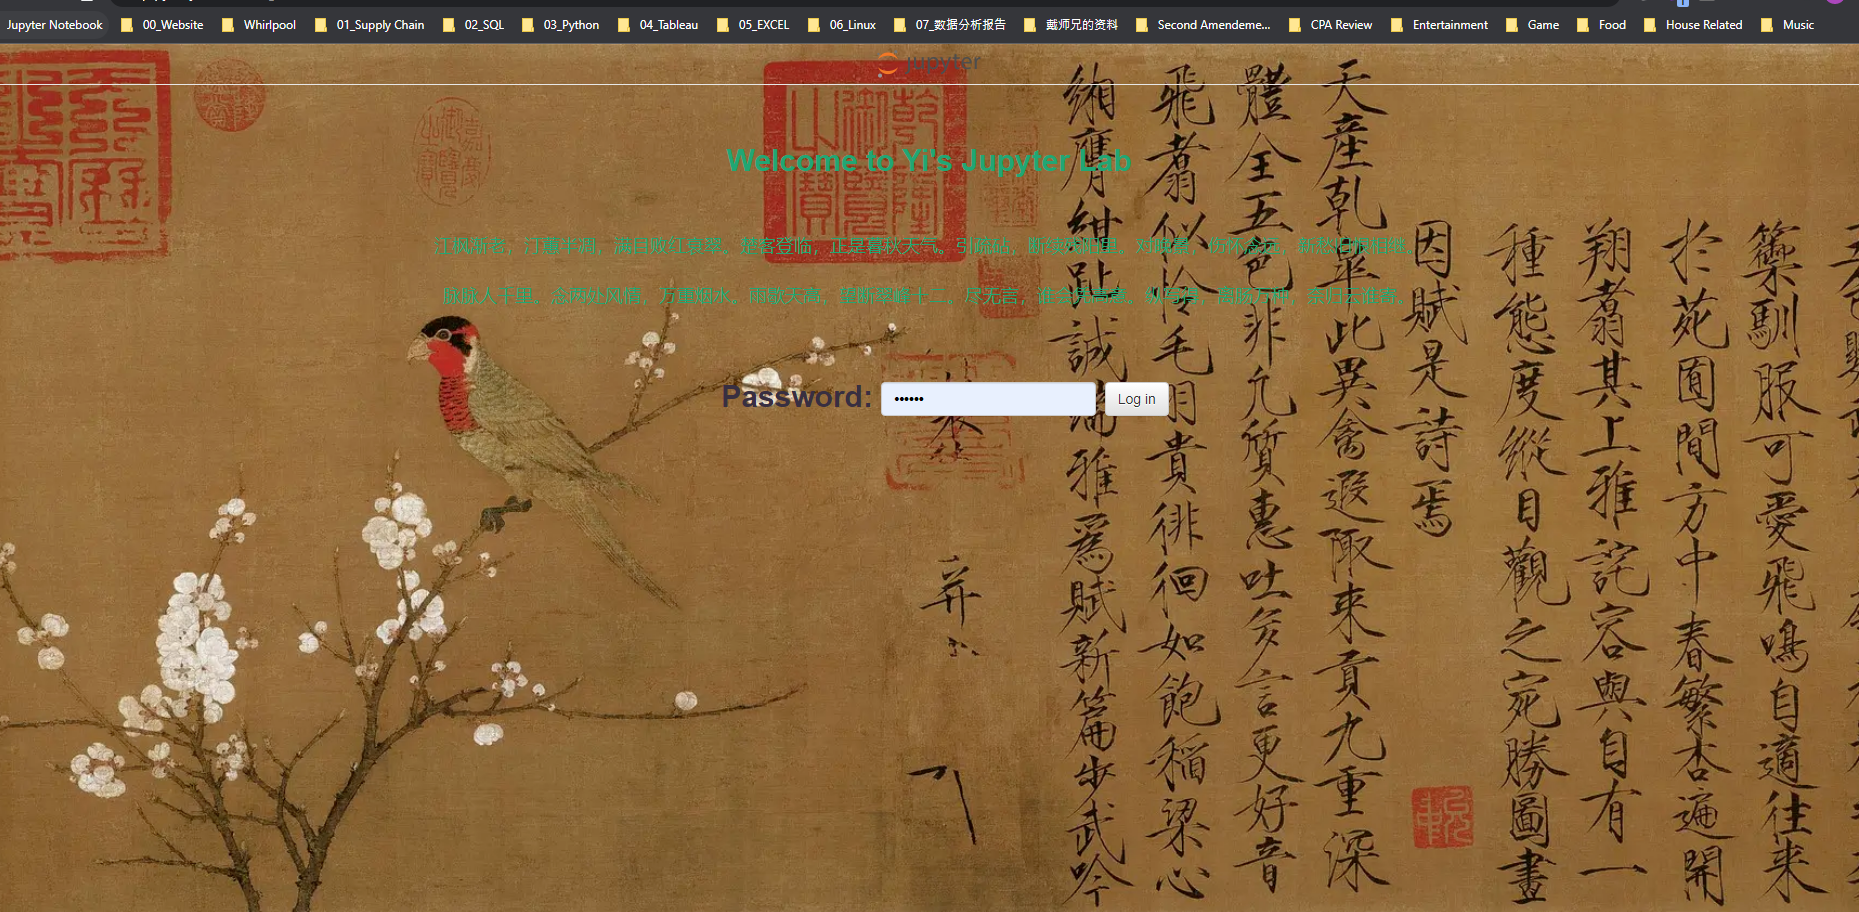 Jupyter Notebook 00_Website Whirlpool 01_Supply Chain 02_SQL 03_Python 04_Tableau 05_EXCEL 06_Linux 07_数据分析报告 戴师兄的资料 Second Amendeme... CPA Review Entertainment Game Food House Related Music
jupyter
Welcome to Yi's Jupyter Lab
江枫渐老，汀蕙半凋，满目败红衰翠。楚客登临，正是暮秋天气。引疏砧，断续残阳里。对晚景，伤怀念远，新愁旧恨相继。
脉脉人千里。念两处风情，万重烟水。雨歇天高，望断翠峰十二。尽无言，谁会凭高意。纵写得，离肠万种，奈归云谁寄。
Password:
Log in
籞馴服可愛飛鳴自適往來
於苑囿間方中春繁杏遍開
翔翥其上雅詫容與自有一
種態度縱目觀之宛勝圖畫
因賦是詩焉
天產乾皋此異禽遐陬來貢九重深
體全五色非凡質惠吐多言更好音
飛翥似憐毛羽貴徘徊如飽稻粱心
緗膺紺趾誠端雅爲賦新篇步武吟